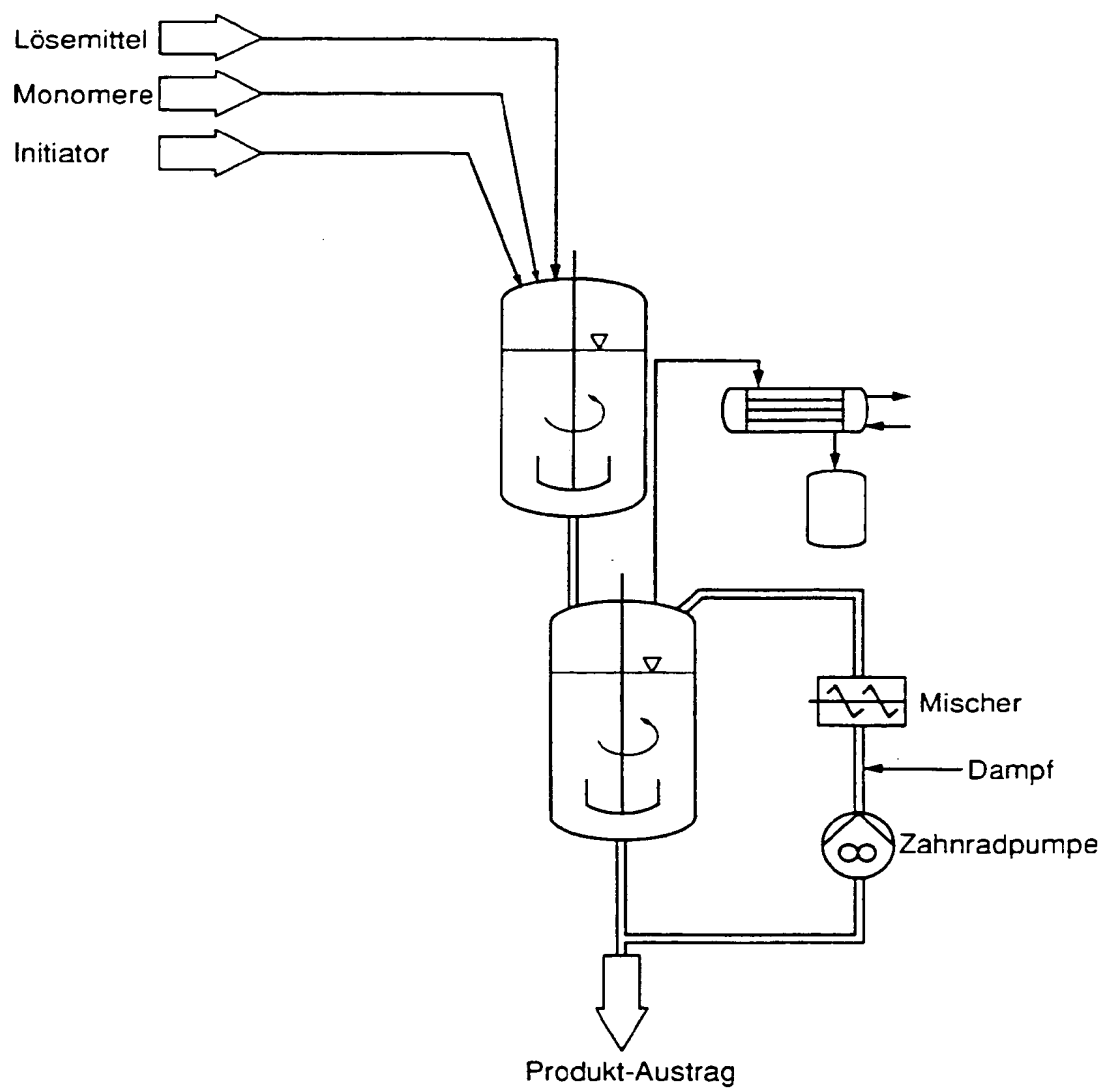 Lösemittel
Monomere
Initiator
Mischer
Dampf
Zahnradpumpe
Produkt-Austrag